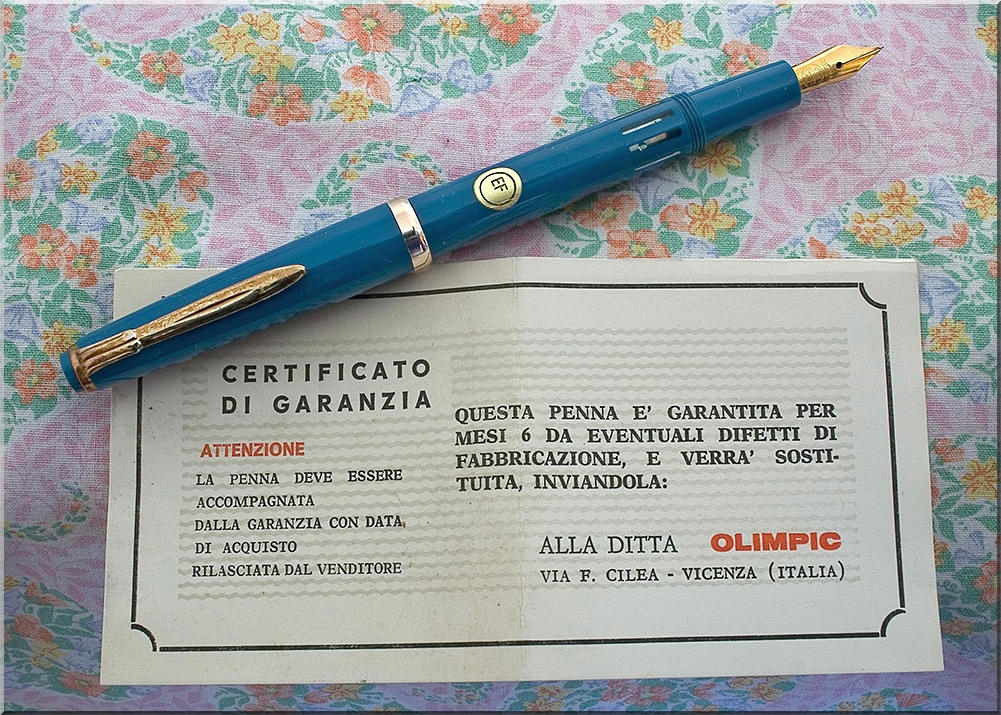 EF
CERTIFICATO
DI GARANZIA
ATTENZIONE
LA PENNA DEVE ESSERE
ACCOMPAGNATA
DALLA GARANZIA CON DATA,
DI ACQUISTO
RILASCIATA DAL VENDITORE
QUESTA PENNA E' GARANTITA PER
MESI 6 DA EVENTUALI DIFETTI DI
FABBRICAZIONE, E VERRA' SOSTI-
TUITA, INVIANDOLA:
ALLA DITTA OLIMPIC
VIA F. CILEA - VICENZA (ITALIA)